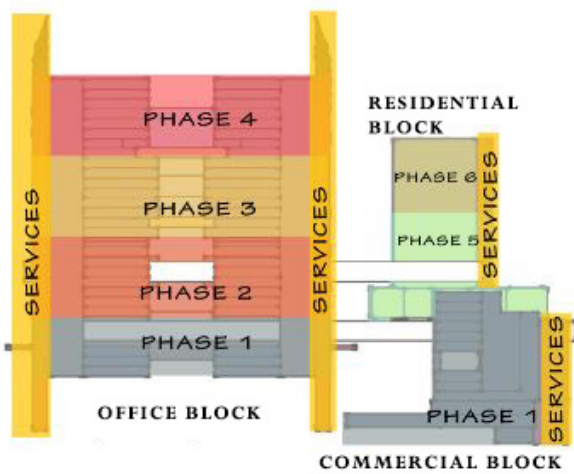 RESIDENTIAL
BLOCK
PHASE 4
PHASE 3
PHASE 2
PHASE 1
SERVICES
SERVICES
OFFICE BLOCK
PHASE 6
PHASE 5
SERVICES
PHASE 1
SERVICES
COMMERCIAL BLOCK